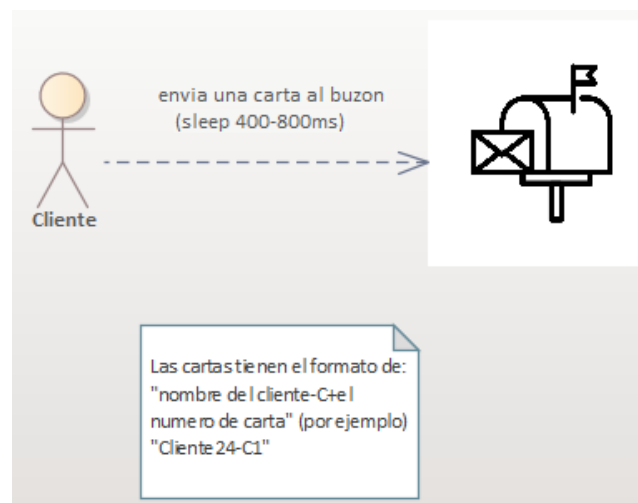 envia una carta al buzon
(sleep 400-800ms)
Cliente
Las cartas tienen el formato de:
"nombre del cliente-C+el
numero de carta" (por ejemplo)
"Cliente24-C1"